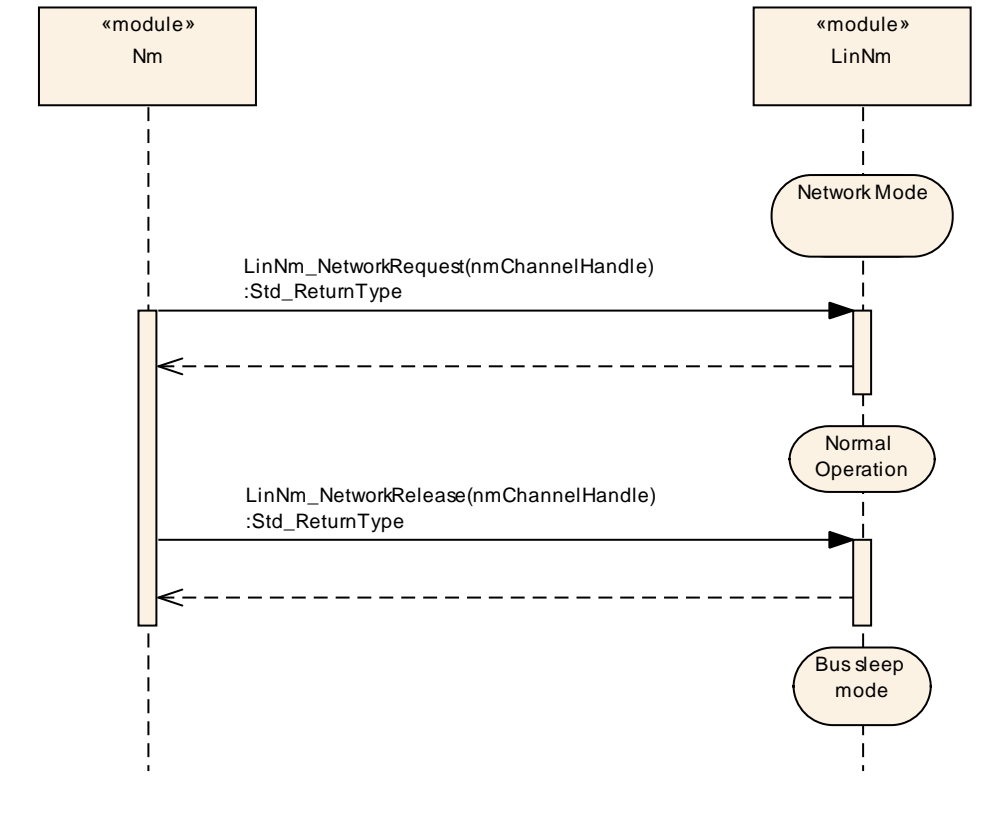 «module»
Nm
«module»
LinNm
Network Mode
LinNm_NetworkRequest(nmChannelHandle)
:Std_ReturnType
Normal
Operation
LinNm_NetworkRelease(nmChannelHandle)
:Std_ReturnType
Bus sleep
mode